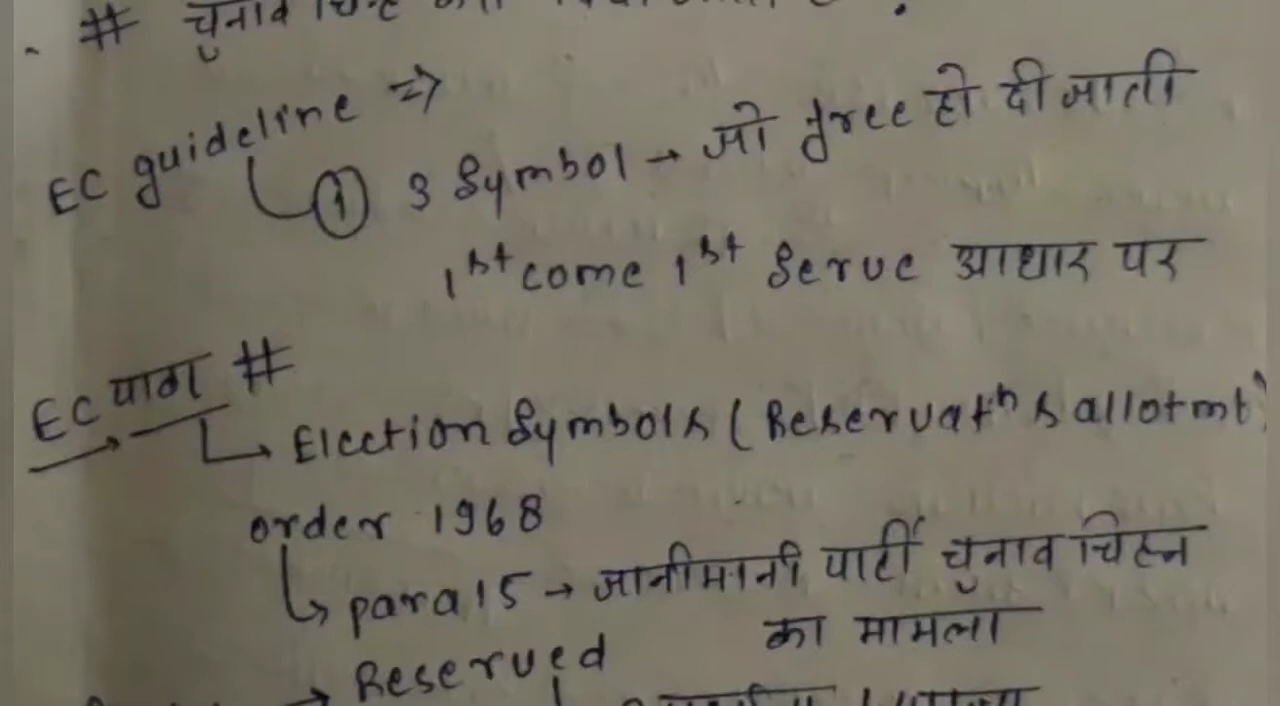 # चुनाव चिन्ह
EC guideline ⇒
① 3 Symbol → जो free हो दी जाती
1st come 1st Serve आधार पर
EC पास #
→ Election Symbols (Reservatn & allotmt)
order 1968
→ para 15 → जानीमानी पार्टी चुनाव चिह्न
का मामला
→ Reserved